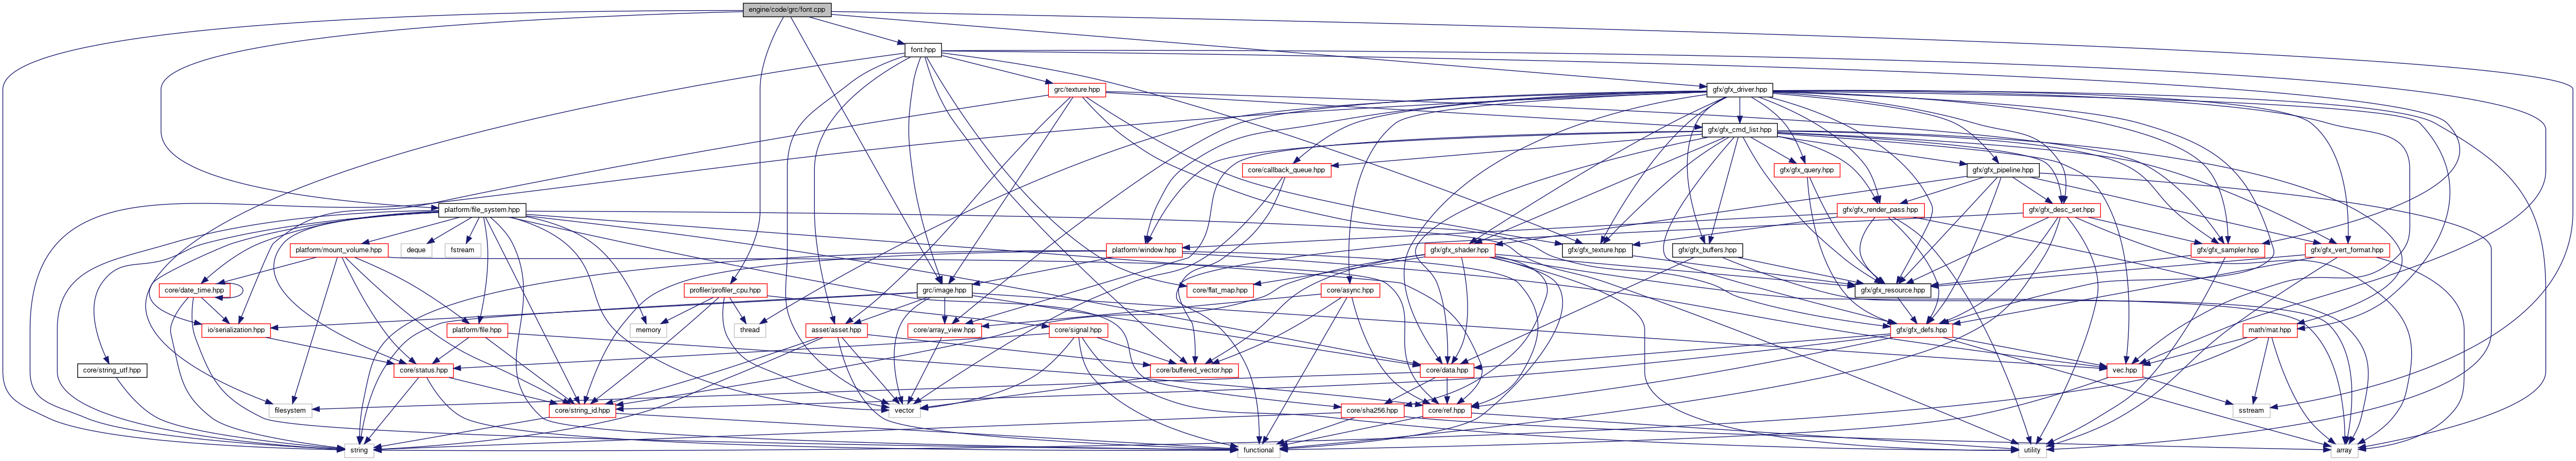 engine/code/grc/font.cpp
font.hpp
grc/texture.hpp
gfx/gfx_driver.hpp
gfx/gfx_cmd_list.hpp
core/callback_queue.hpp
gfx/gfx_query.hpp
gfx/gfx_pipeline.hpp
platform/file_system.hpp
gfx/gfx_render_pass.hpp
gfx/gfx_desc_set.hpp
platform/mount_volume.hpp
deque
fstream
platform/window.hpp
gfx/gfx_shader.hpp
gfx/gfx_texture.hpp
gfx/gfx_buffers.hpp
gfx/gfx_sampler.hpp
gfx/gfx_vert_format.hpp
core/date_time.hpp
profiler/profiler_cpu.hpp
grc/image.hpp
core/flat_map.hpp
core/async.hpp
gfx/gfx_resource.hpp
io/serialization.hpp
platform/file.hpp
memory
thread
core/signal.hpp
asset/asset.hpp
core/array_view.hpp
gfx/gfx_defs.hpp
math/mat.hpp
core/string_utf.hpp
core/status.hpp
core/buffered_vector.hpp
core/data.hpp
vec.hpp
filesystem
core/string_id.hpp
vector
core/sha256.hpp
core/ref.hpp
sstream
string
functional
utility
array